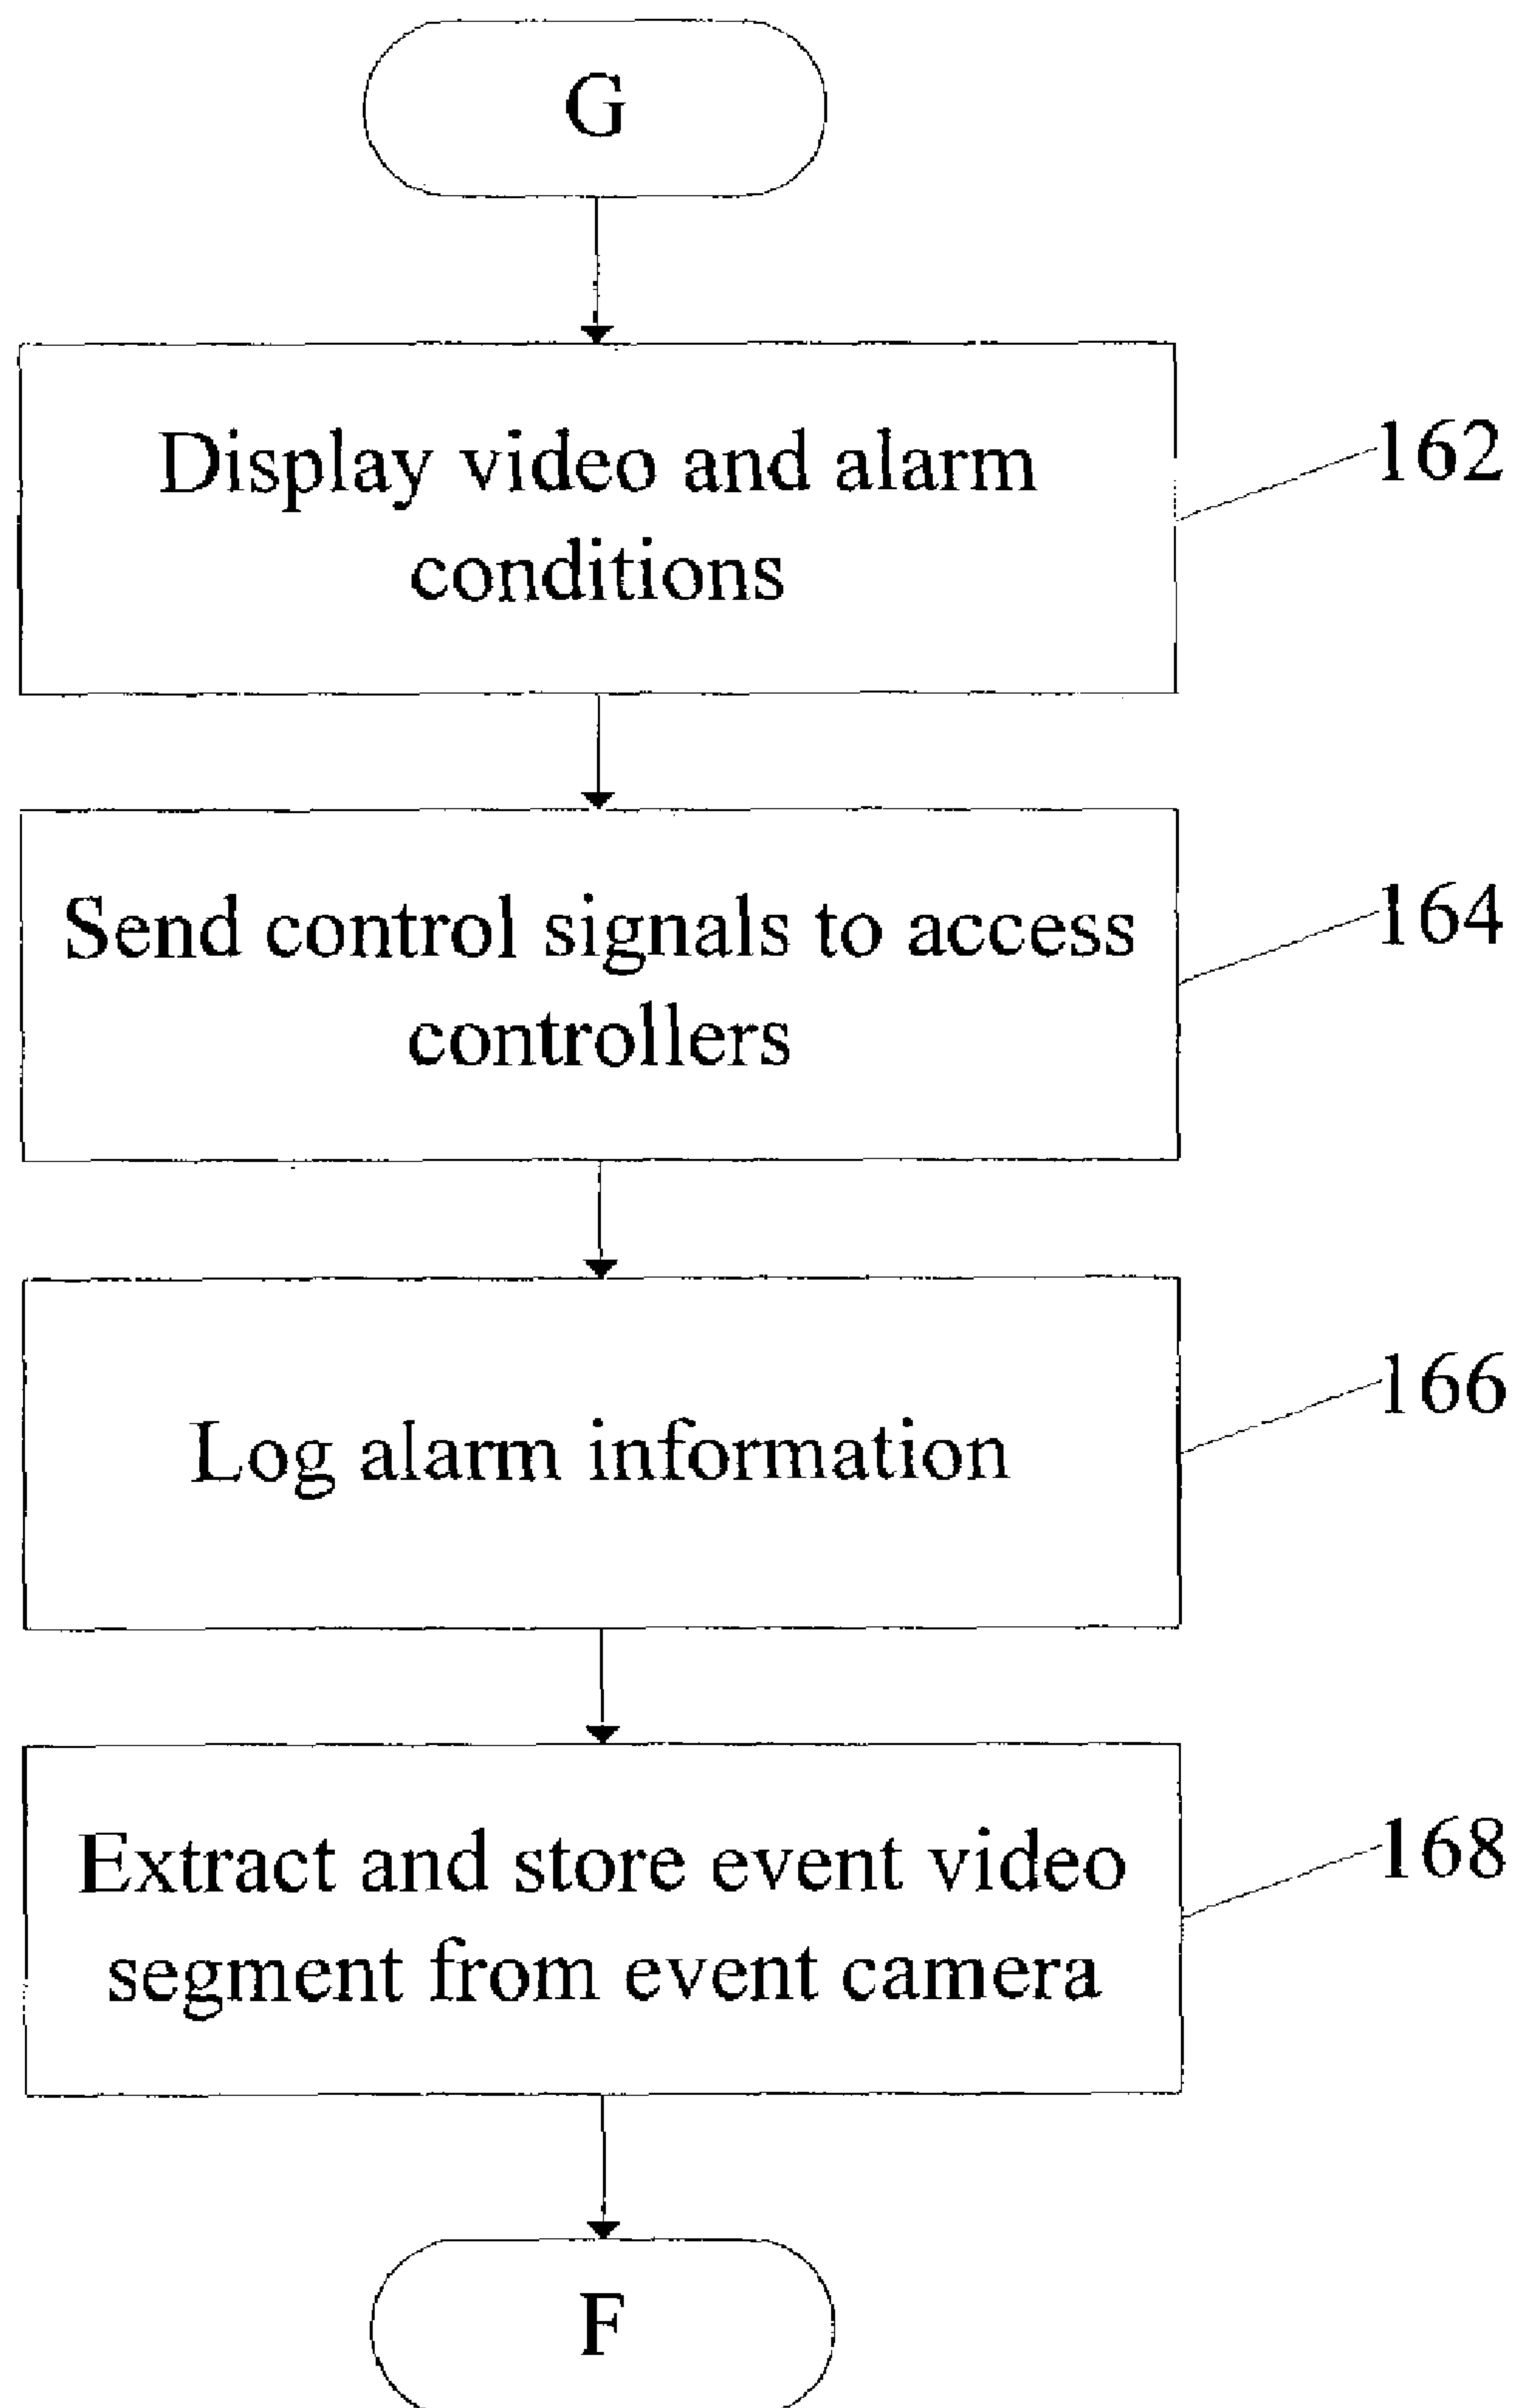 G
Display video and alarm
conditions
162
Send control signals to access
controllers
164
Log alarm information
166
Extract and store event video
segment from event camera
168
F